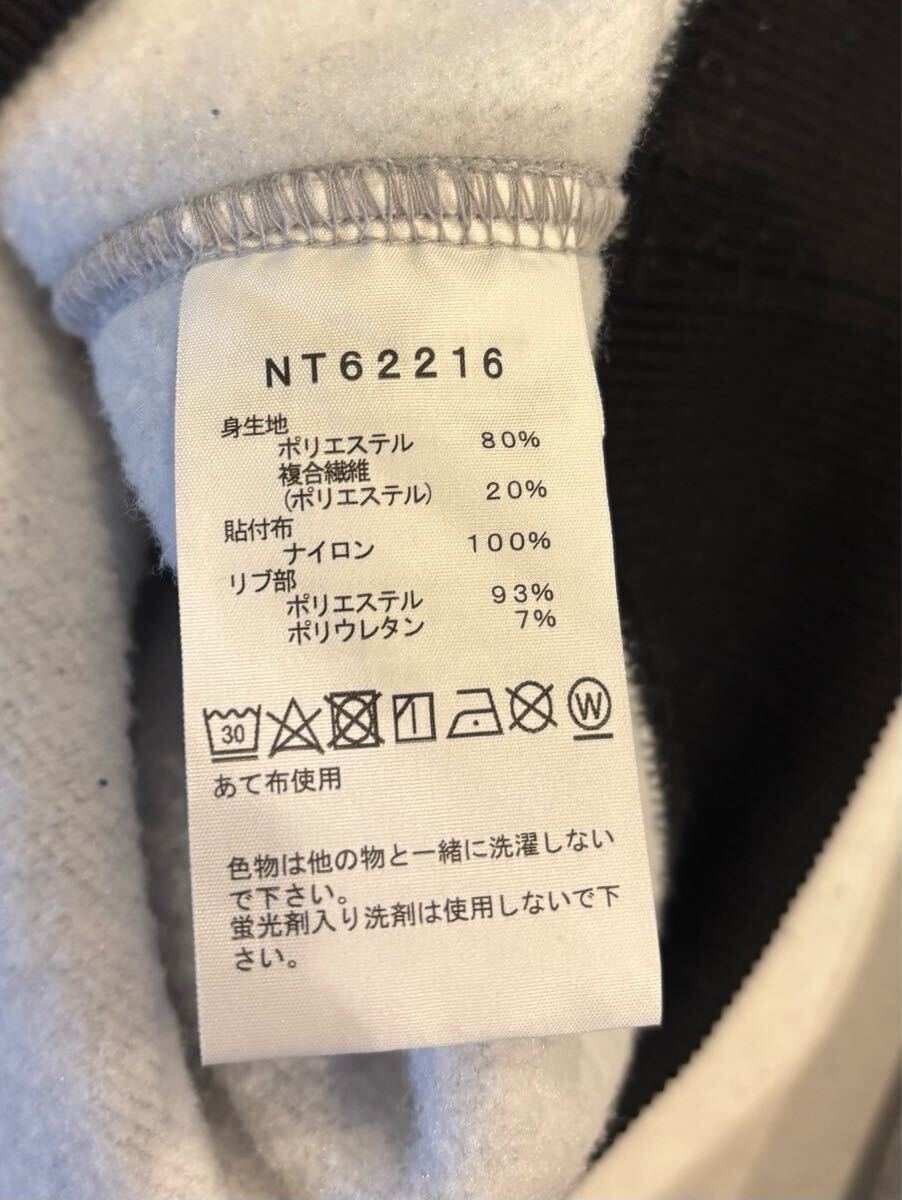 NT62216
身生地
ポリエステル 80%
複合繊維
(ポリエステル) 20%
貼付布
ナイロン 100%
リブ部
ポリエステル 93%
ポリウレタン 7%
30 W
あて布使用
色物は他の物と一緒に洗濯しない
で下さい。
蛍光剤入り洗剤は使用しないで下
さい。